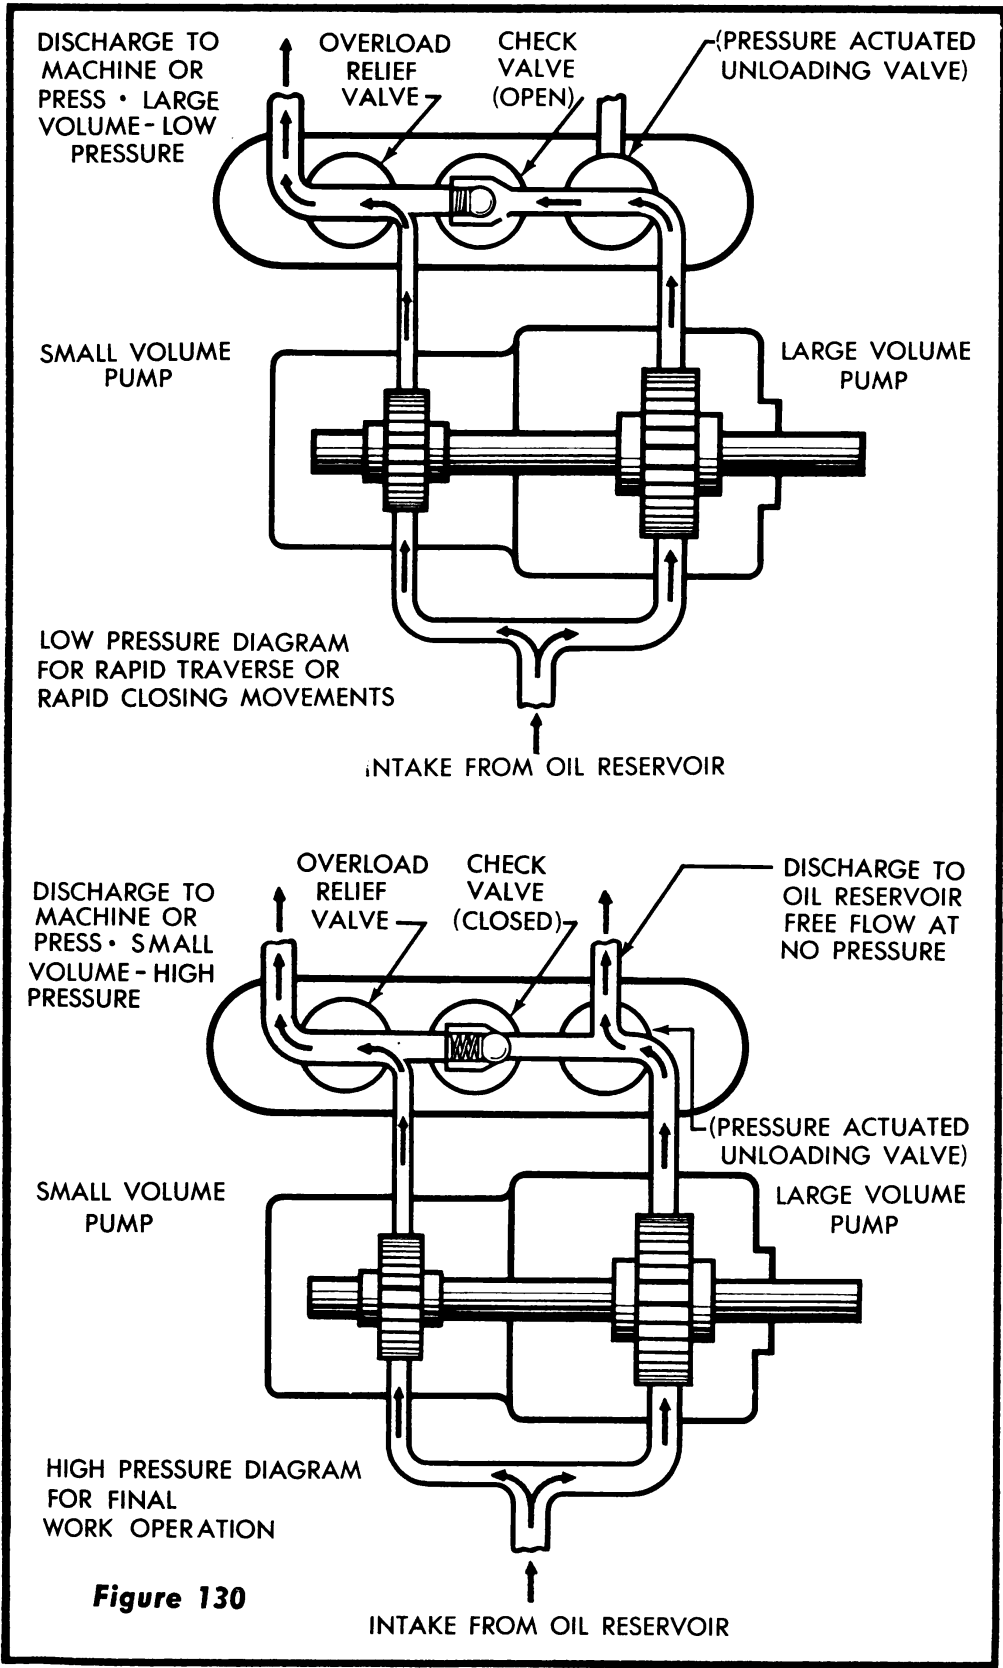 DISCHARGE TO
MACHINE OR
PRESS • LARGE
VOLUME-LOW
PRESSURE
OVERLOAD
RELIEF
VALVE
CHECK
VALVE
(OPEN)
(PRESSURE ACTUATED
UNLOADING VALVE)
SMALL VOLUME
PUMP
LARGE VOLUME
PUMP
LOW PRESSURE DIAGRAM
FOR RAPID TRAVERSE OR
RAPID CLOSING MOVEMENTS
INTAKE FROM OIL RESERVOIR
DISCHARGE TO
MACHINE OR
PRESS • SMALL
VOLUME-HIGH
PRESSURE
OVERLOAD
RELIEF
VALVE
CHECK
VALVE
(CLOSED)
DISCHARGE TO
OIL RESERVOIR
FREE FLOW AT
NO PRESSURE
(PRESSURE ACTUATED
UNLOADING VALVE)
SMALL VOLUME
PUMP
LARGE VOLUME
PUMP
HIGH PRESSURE DIAGRAM
FOR FINAL
WORK OPERATION
Figure 130
INTAKE FROM OIL RESERVOIR